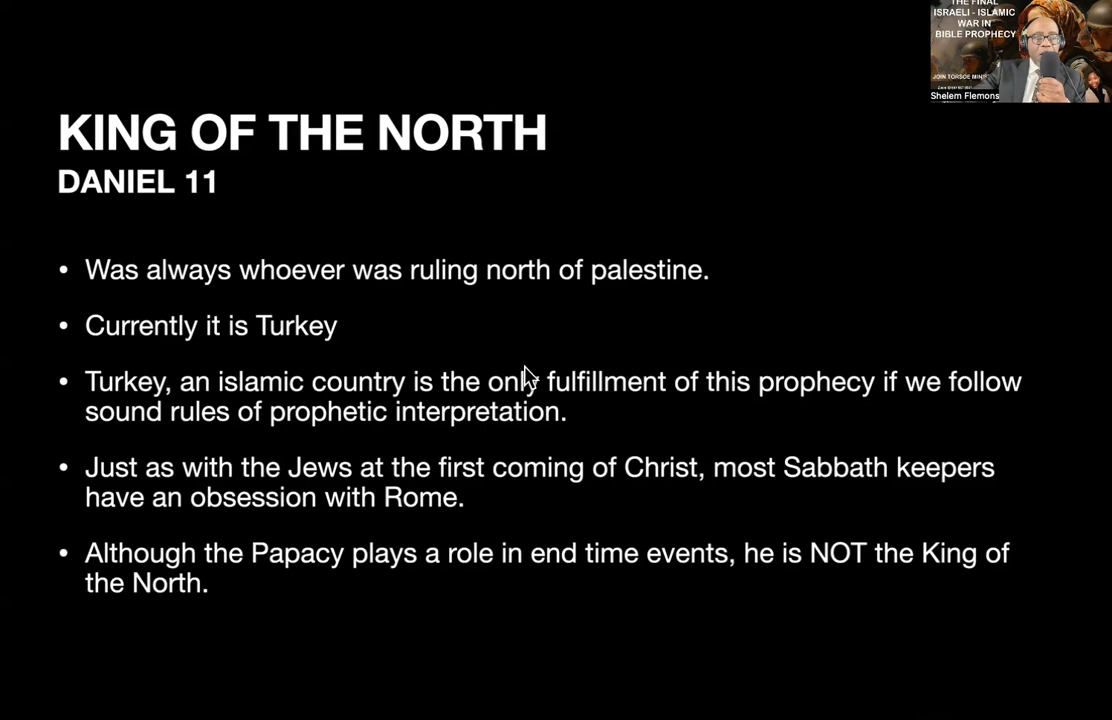 THE FINAL
ISRAELI - ISLAMIC
WAR IN
BIBLE PROPHECY
Shelem Flemons
KING OF THE NORTH
DANIEL 11
• Was always whoever was ruling north of palestine.
• Currently it is Turkey
• Turkey, an islamic country is the only fulfillment of this prophecy if we follow
sound rules of prophetic interpretation.
• Just as with the Jews at the first coming of Christ, most Sabbath keepers
have an obsession with Rome.
• Although the Papacy plays a role in end time events, he is NOT the King of
the North.